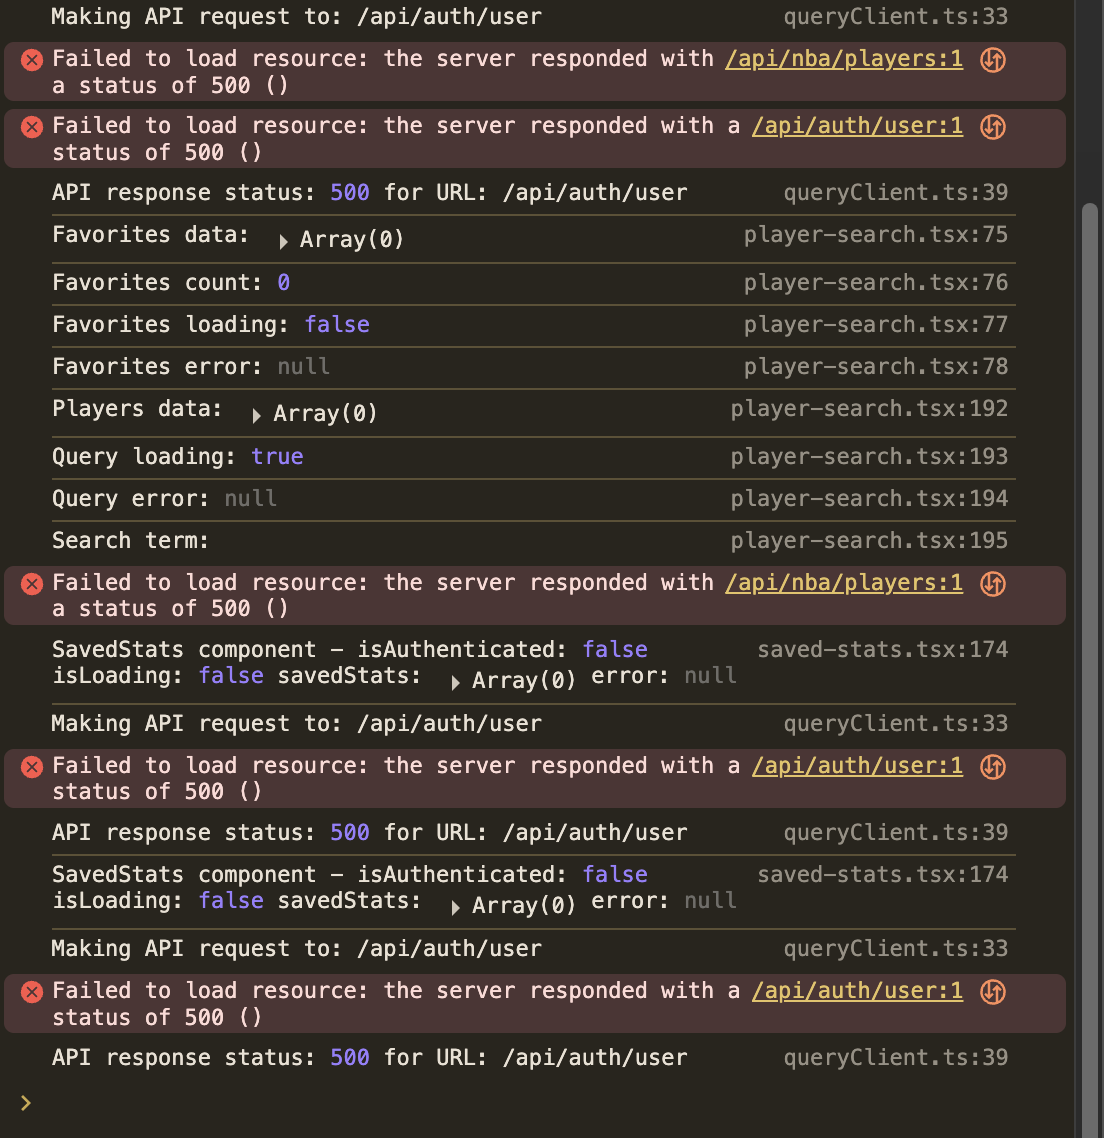 Making API request to: /api/auth/user queryClient.ts:33
Failed to load resource: the server responded with /api/nba/players:1
a status of 500 ()
Failed to load resource: the server responded with a /api/auth/user:1
status of 500 ()
API response status: 500 for URL: /api/auth/user queryClient.ts:39
Favorites data: Array(0) player-search.tsx:75
Favorites count: 0 player-search.tsx:76
Favorites loading: false player-search.tsx:77
Favorites error: null player-search.tsx:78
Players data: Array(0) player-search.tsx:192
Query loading: true player-search.tsx:193
Query error: null player-search.tsx:194
Search term: player-search.tsx:195
Failed to load resource: the server responded with /api/nba/players:1
a status of 500 ()
SavedStats component – isAuthenticated: false saved-stats.tsx:174
isLoading: false savedStats: Array(0) error: null
Making API request to: /api/auth/user queryClient.ts:33
Failed to load resource: the server responded with a /api/auth/user:1
status of 500 ()
API response status: 500 for URL: /api/auth/user queryClient.ts:39
SavedStats component – isAuthenticated: false saved-stats.tsx:174
isLoading: false savedStats: Array(0) error: null
Making API request to: /api/auth/user queryClient.ts:33
Failed to load resource: the server responded with a /api/auth/user:1
status of 500 ()
API response status: 500 for URL: /api/auth/user queryClient.ts:39